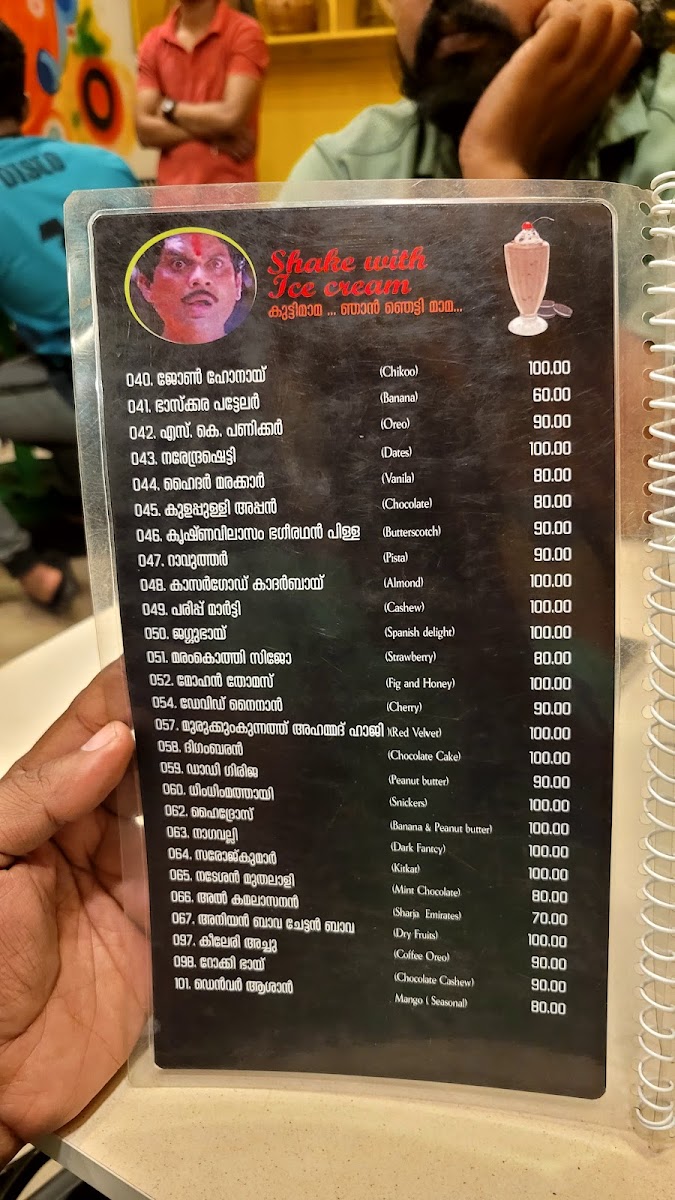 DISCO
Shake with
Ice cream
കുട്ടിമാമ ... ഞാൻ ഞെട്ടി മാമ...
040. ജോൺ ഹോനായ് (Chikoo) 100.00
041. ഭാസ്ക്കര പട്ടേലർ (Banana) 60.00
042. എസ്. കെ. പണിക്കർ (Oreo) 90.00
043. നരേന്ദ്രഷെട്ടി (Dates) 100.00
044. ഹൈദർ മരക്കാർ (Vanila) 80.00
045. കുളപ്പുള്ളി അപ്പൻ (Chocolate) 80.00
046. കൃഷ്ണവിലാസം ഭഗീരഥൻ പിള്ള (Butterscotch) 90.00
047. റാവുത്തർ (Pista) 90.00
048. കാസർഗോഡ് കാദർബായ് (Almond) 100.00
049. പരിപ്പ് മാർട്ടി (Cashew) 100.00
050. ജഗ്ഗുഭായ് (Spanish delight) 100.00
051. മരംകൊത്തി സിജോ (Strawberry) 80.00
052. മോഹൻ തോമസ് (Fig and Honey) 100.00
054. ഡേവിഡ് നൈനാൻ (Cherry) 90.00
057. മുരുക്കുംകുന്നത്ത് അഹമ്മദ് ഹാജി (Red Velvet) 100.00
058. ദിഗംബരൻ (Chocolate Cake) 100.00
059. ഡാഡി ഗിരിജ (Peanut butter) 90.00
060. ധിംധിംമത്തായി (Snickers) 100.00
062. ഹൈദ്രോസ് (Banana & Peanut butter) 100.00
063. നാഗവല്ലി (Dark Fantcy) 100.00
064. സരോജ്കുമാർ (Kitkat) 100.00
065. നടേശൻ മുതലാളി (Mint Chocolate) 80.00
066. അൽ കമലാസനൻ (Sharja Emirates) 70.00
067. അനിയൻ ബാവ ചേട്ടൻ ബാവ (Dry Fruits) 100.00
097. കീലേരി അച്ചു (Coffee Oreo) 90.00
098. റോക്കി ഭായ് (Chocolate Cashew) 90.00
101. ഡെൻവർ ആശാൻ Mango ( Seasonal) 80.00